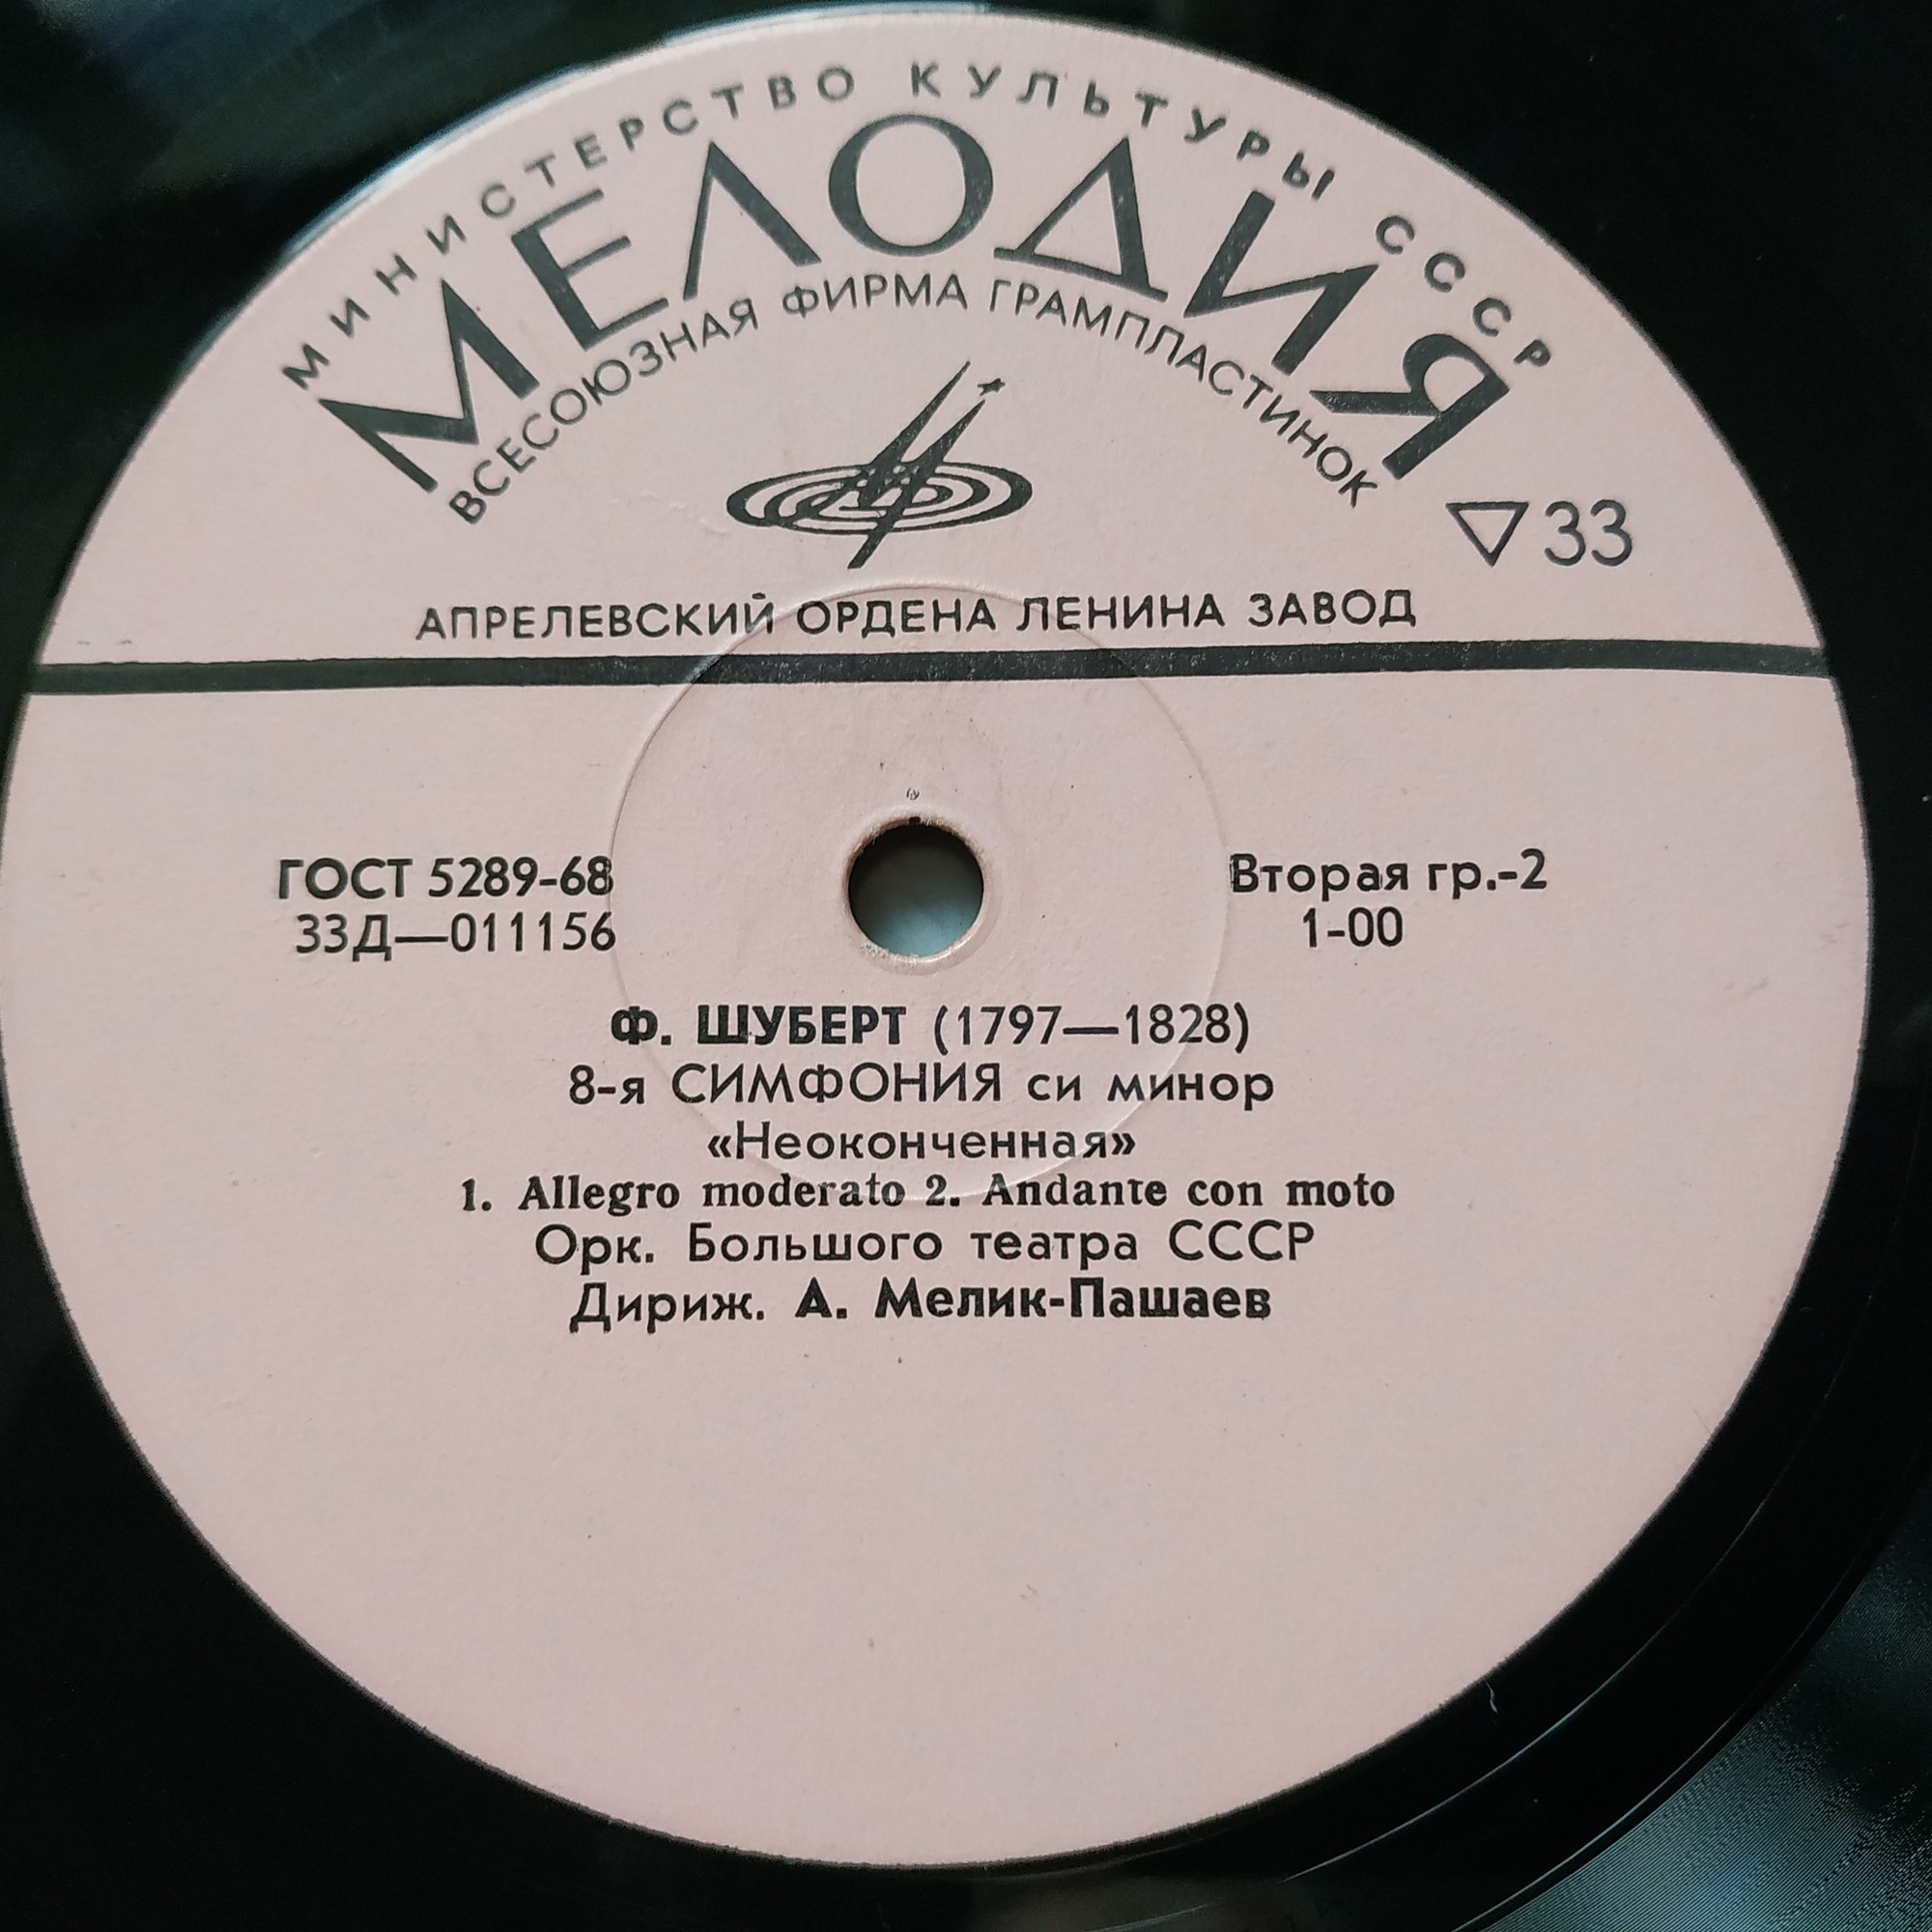 МИНИСТЕРСТВО КУЛЬТУРЫ СССР
МЕЛОДИЯ
ВСЕСОЮЗНАЯ ФИРМА ГРАМПЛАСТИНОК
▽33
АПРЕЛЕВСКИЙ ОРДЕНА ЛЕНИНА ЗАВОД
ГОСТ 5289-68
33Д—011156
Вторая гр.-2
1-00
Ф. ШУБЕРТ (1797—1828)
8-я СИМФОНИЯ си минор
«Неоконченная»
1. Allegro moderato 2. Andante con moto
Орк. Большого театра СССР
Дириж. А. Мелик-Пашаев